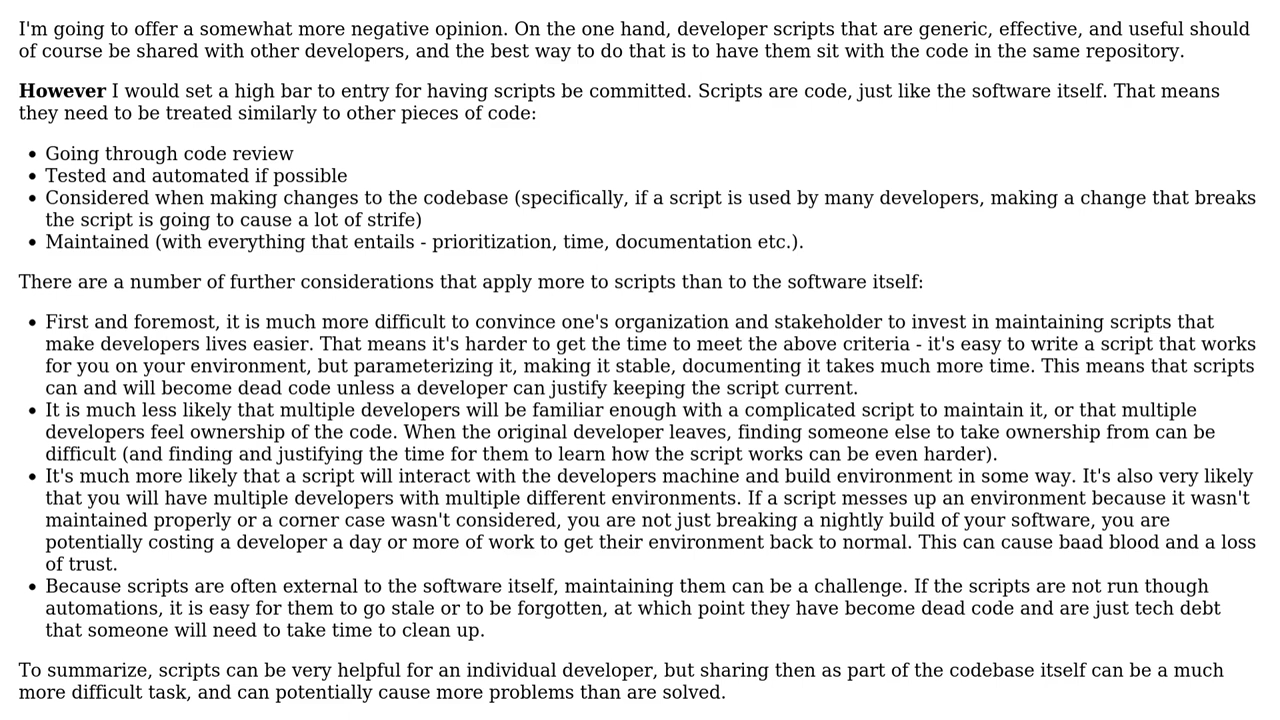 I'm going to offer a somewhat more negative opinion. On the one hand, developer scripts that are generic, effective, and useful should
of course be shared with other developers, and the best way to do that is to have them sit with the code in the same repository.
However I would set a high bar to entry for having scripts be committed. Scripts are code, just like the software itself. That means
they need to be treated similarly to other pieces of code:
• Going through code review
• Tested and automated if possible
• Considered when making changes to the codebase (specifically, if a script is used by many developers, making a change that breaks
the script is going to cause a lot of strife)
• Maintained (with everything that entails - prioritization, time, documentation etc.).
There are a number of further considerations that apply more to scripts than to the software itself:
• First and foremost, it is much more difficult to convince one's organization and stakeholder to invest in maintaining scripts that
make developers lives easier. That means it's harder to get the time to meet the above criteria - it's easy to write a script that works
for you on your environment, but parameterizing it, making it stable, documenting it takes much more time. This means that scripts
can and will become dead code unless a developer can justify keeping the script current.
• It is much less likely that multiple developers will be familiar enough with a complicated script to maintain it, or that multiple
developers feel ownership of the code. When the original developer leaves, finding someone else to take ownership from can be
difficult (and finding and justifying the time for them to learn how the script works can be even harder).
• It's much more likely that a script will interact with the developers machine and build environment in some way. It's also very likely
that you will have multiple developers with multiple different environments. If a script messes up an environment because it wasn't
maintained properly or a corner case wasn't considered, you are not just breaking a nightly build of your software, you are
potentially costing a developer a day or more of work to get their environment back to normal. This can cause baad blood and a loss
of trust.
• Because scripts are often external to the software itself, maintaining them can be a challenge. If the scripts are not run though
automations, it is easy for them to go stale or to be forgotten, at which point they have become dead code and are just tech debt
that someone will need to take time to clean up.
To summarize, scripts can be very helpful for an individual developer, but sharing then as part of the codebase itself can be a much
more difficult task, and can potentially cause more problems than are solved.